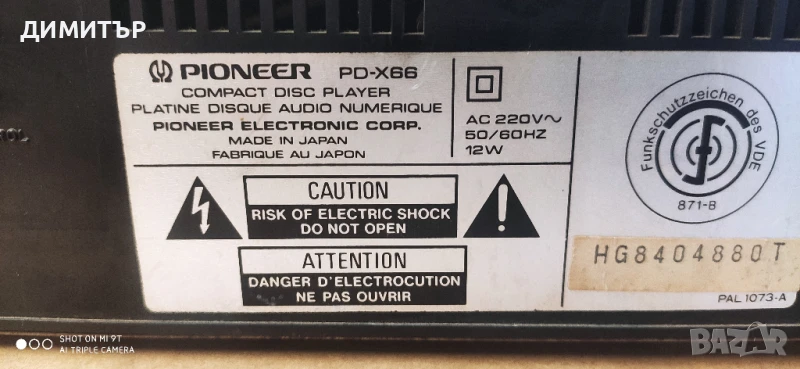 ДИМИТЪР
PIONEER PD-X66
COMPACT DISC PLAYER
PLATINE DISQUE AUDIO NUMERIQUE
PIONEER ELECTRONIC CORP.
MADE IN JAPAN
FABRIQUE AU JAPON
AC 220V~
50/60HZ
12W
CAUTION
RISK OF ELECTRIC SHOCK
DO NOT OPEN
ATTENTION
DANGER D'ELECTROCUTION
NE PAS OUVRIR
Funkschutzzeichen des VDE
871-B
HG8404880T
PAL 1073-A
SHOT ON MI 9T
AI TRIPLE CAMERA
BAZAR